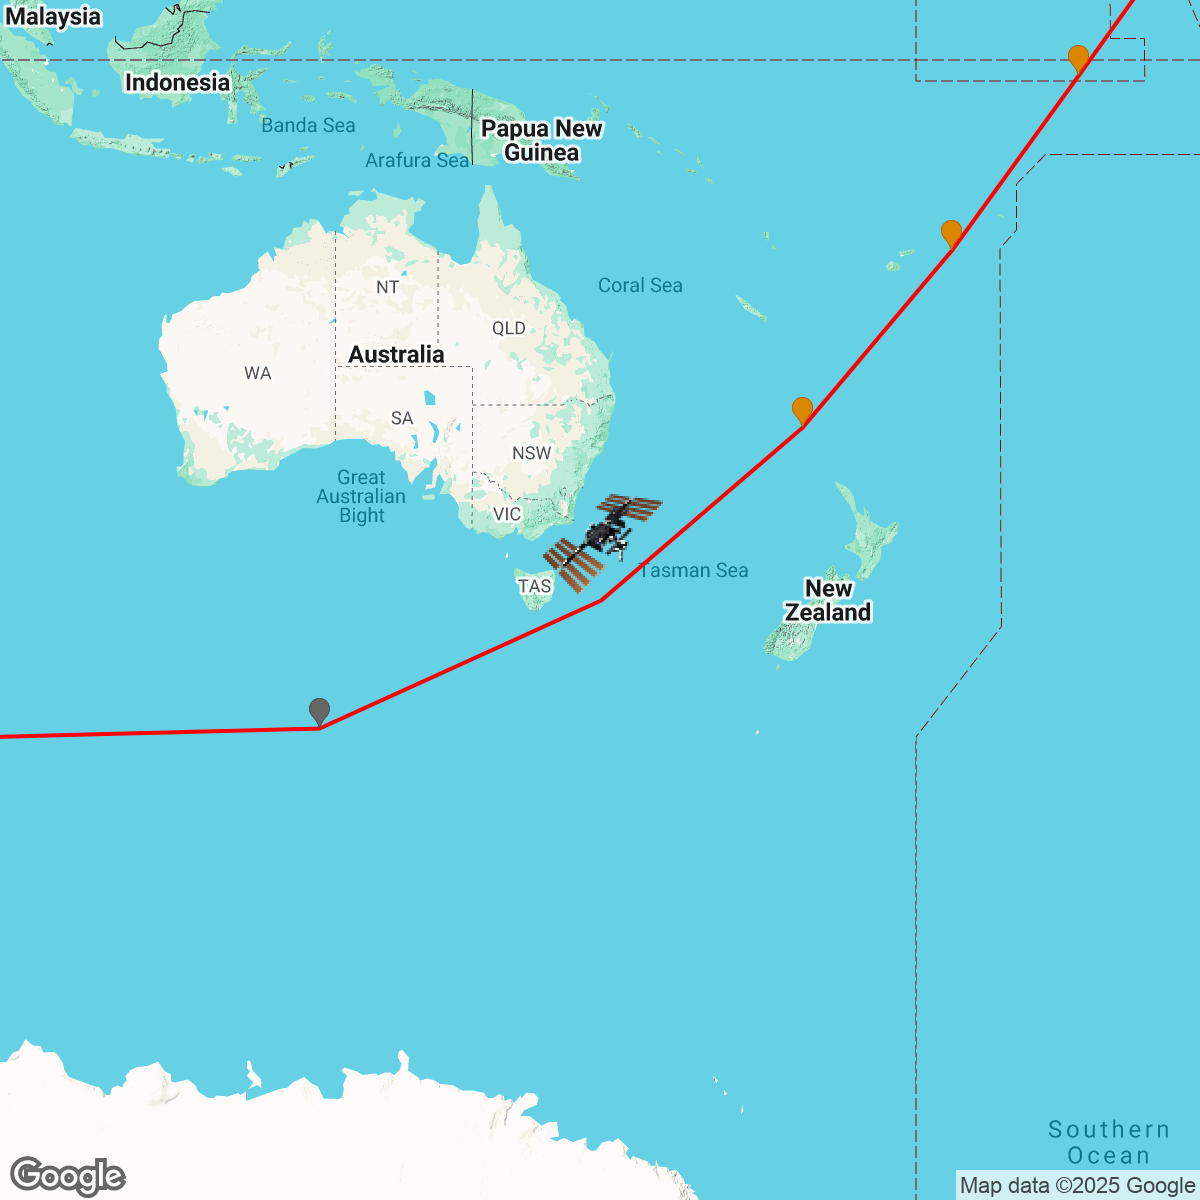 Malaysia
Indonesia
Banda Sea
Papua New
Guinea
Arafura Sea
NT
Coral Sea
QLD
Australia
WA
SA
NSW
Great
Australian
Bight
VIC
TAS
Tasman Sea
New
Zealand
Southern
Ocean
Google
Map data ©2025 Google